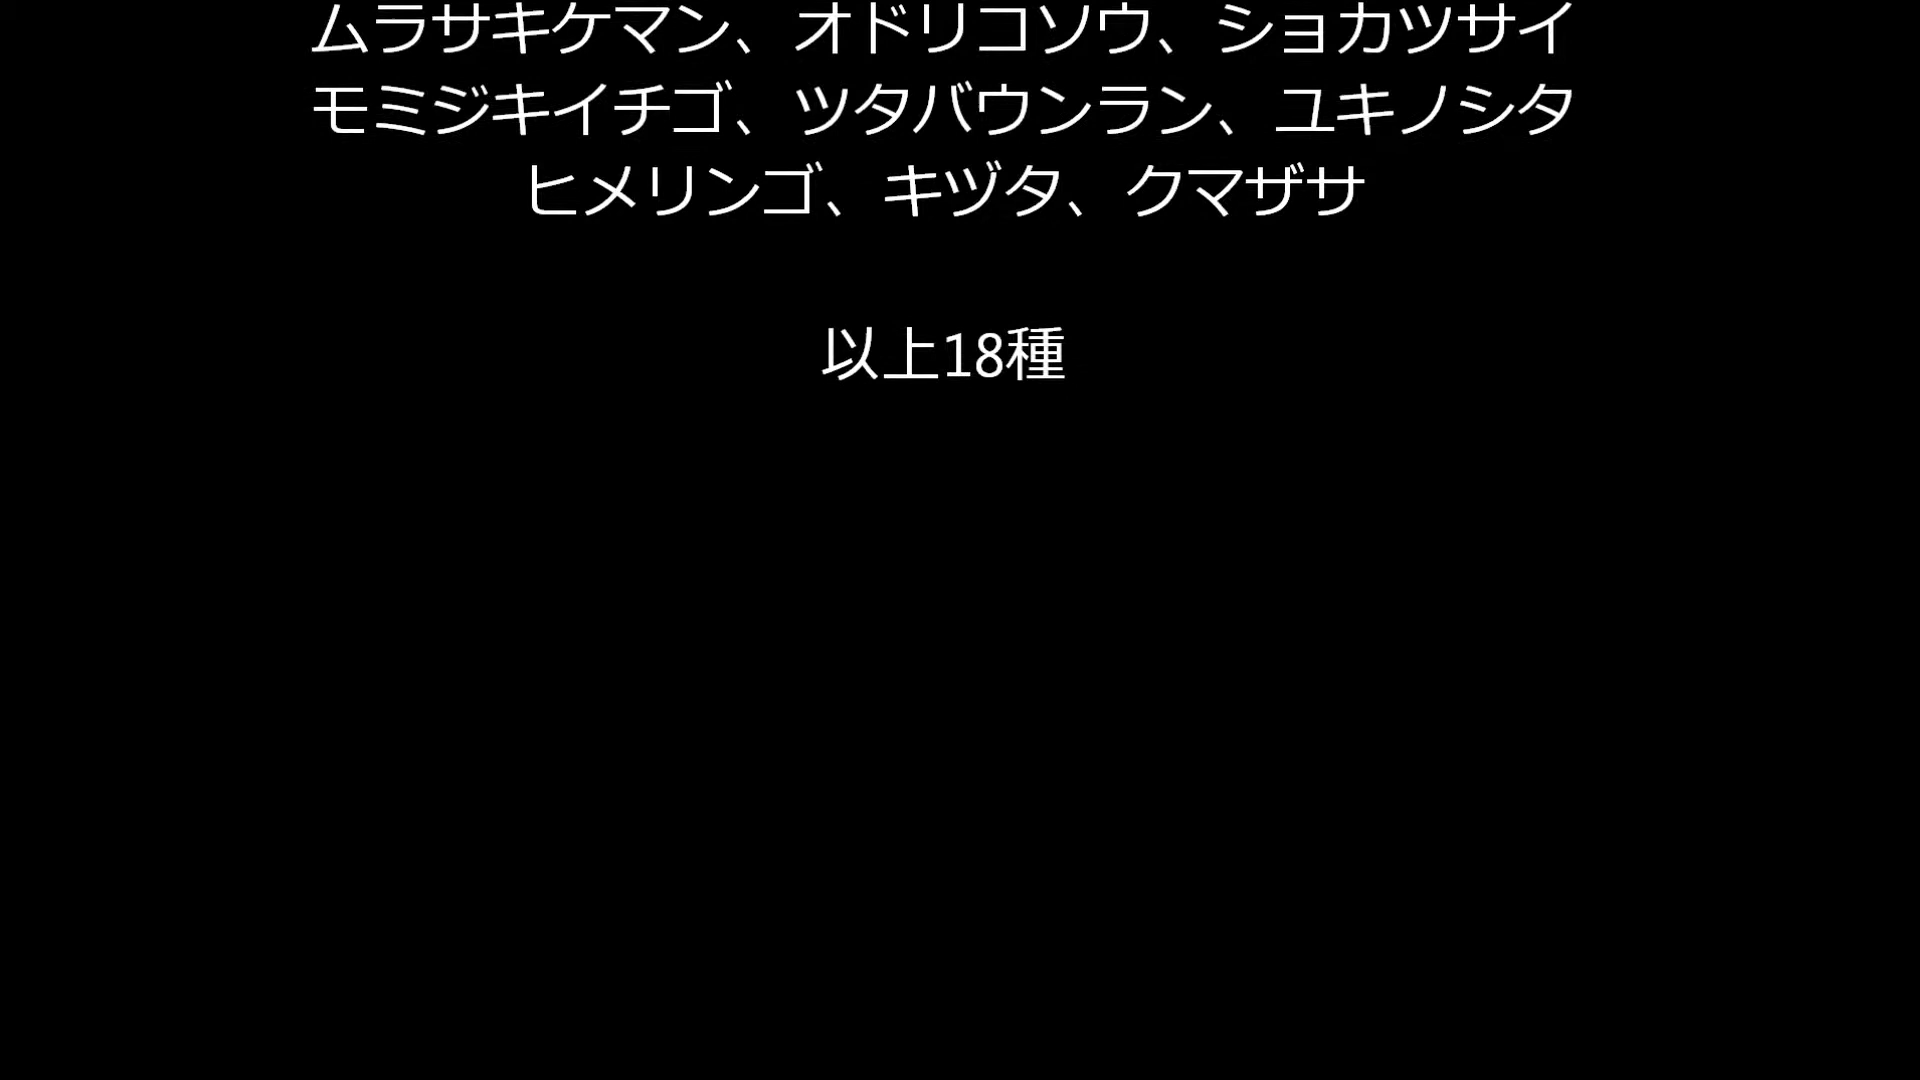 ムラサキケマン、オドリコソウ、ショカツサイ
モミジキイチゴ、ツタバウンラン、ユキノシタ
ヒメリンゴ、キヅタ、クマザサ
以上18種